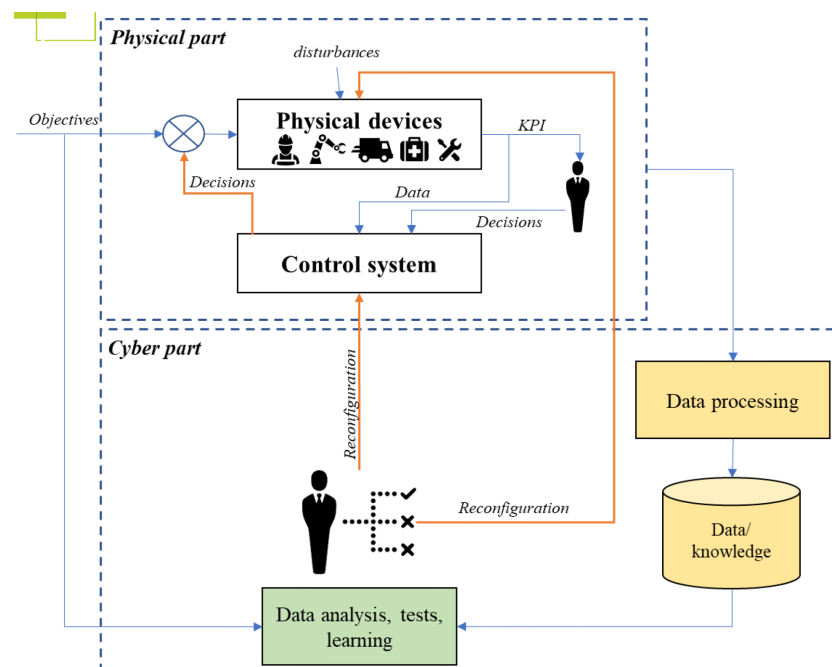 Physical part
disturbances
Objectives
Physical devices
KPI
Decisions
Data
Decisions
Control system
Cyber part
Reconfiguration
Data processing
Reconfiguration
Data/
knowledge
Data analysis, tests,
learning